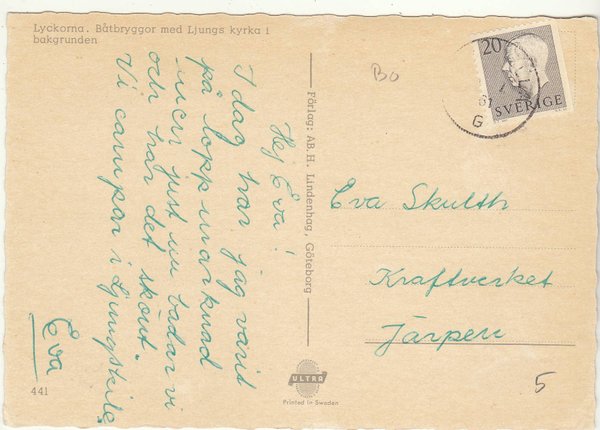 Lyckorna. Båtbryggor med Ljungs kyrka i
bakgrunden
Hej Eva!
I dag har jag varit
på loppmarknad
men just nu badar vi
och har det skönt.
Vi campar i Ljungskile.
Eva
441
Förlag: AB. H. Lindenhag, Göteborg
ULTRA
Printed in Sweden
BO
20
SVERIGE
61
G
Eva Skulth
Kraftverket
Järpen
5